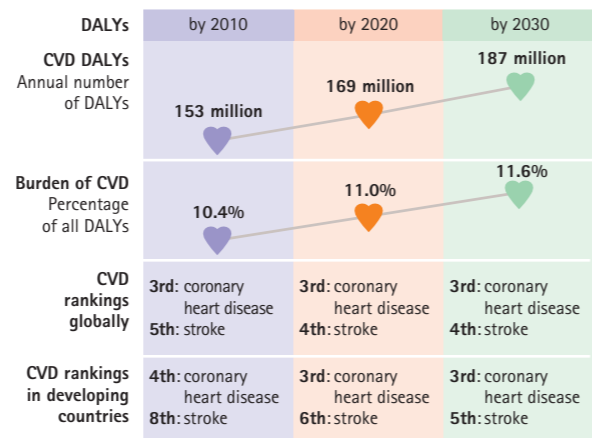 DALYs by 2010 by 2020 by 2030
CVD DALYs
Annual number
of DALYs
153 million
169 million
187 million
Burden of CVD
Percentage
of all DALYs
10.4%
11.0%
11.6%
CVD
rankings
globally
3rd: coronary
heart disease
5th: stroke
3rd: coronary
heart disease
4th: stroke
3rd: coronary
heart disease
4th: stroke
CVD rankings
in developing
countries
4th: coronary
heart disease
8th: stroke
3rd: coronary
heart disease
6th: stroke
3rd: coronary
heart disease
5th: stroke